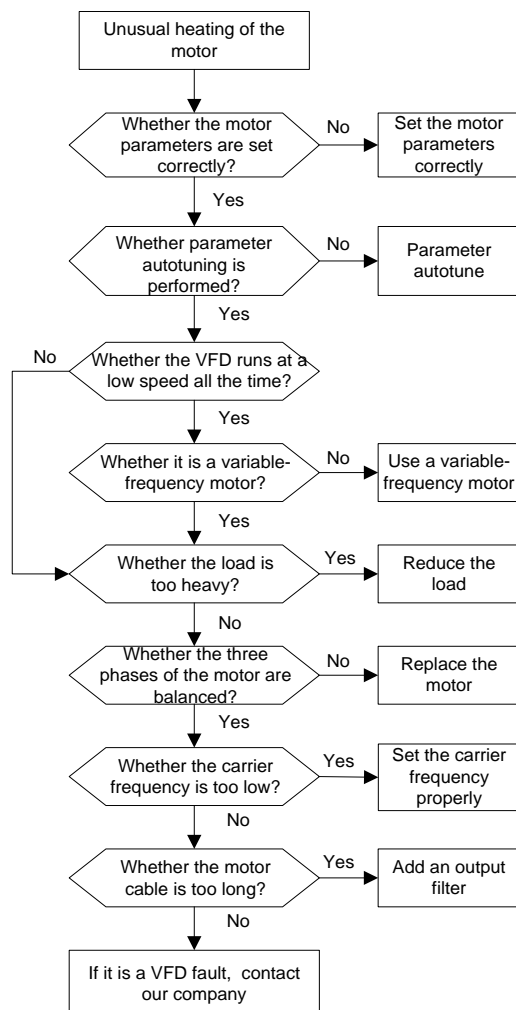 Unusual heating of the
motor
Whether the motor
parameters are set
correctly?
No
Set the motor
parameters
correctly
Yes
Whether parameter
autotuning is
performed?
No
Parameter
autotune
Yes
No
Whether the VFD runs at a
low speed all the time?
Yes
Whether it is a variable-
frequency motor?
No
Use a variable-
frequency motor
Yes
Whether the load is
too heavy?
Yes
Reduce the
load
No
Whether the three
phases of the motor are
balanced?
No
Replace the
motor
Yes
Whether the carrier
frequency is too low?
Yes
Set the carrier
frequency
properly
No
Whether the motor
cable is too long?
Yes
Add an output
filter
No
If it is a VFD fault, contact
our company